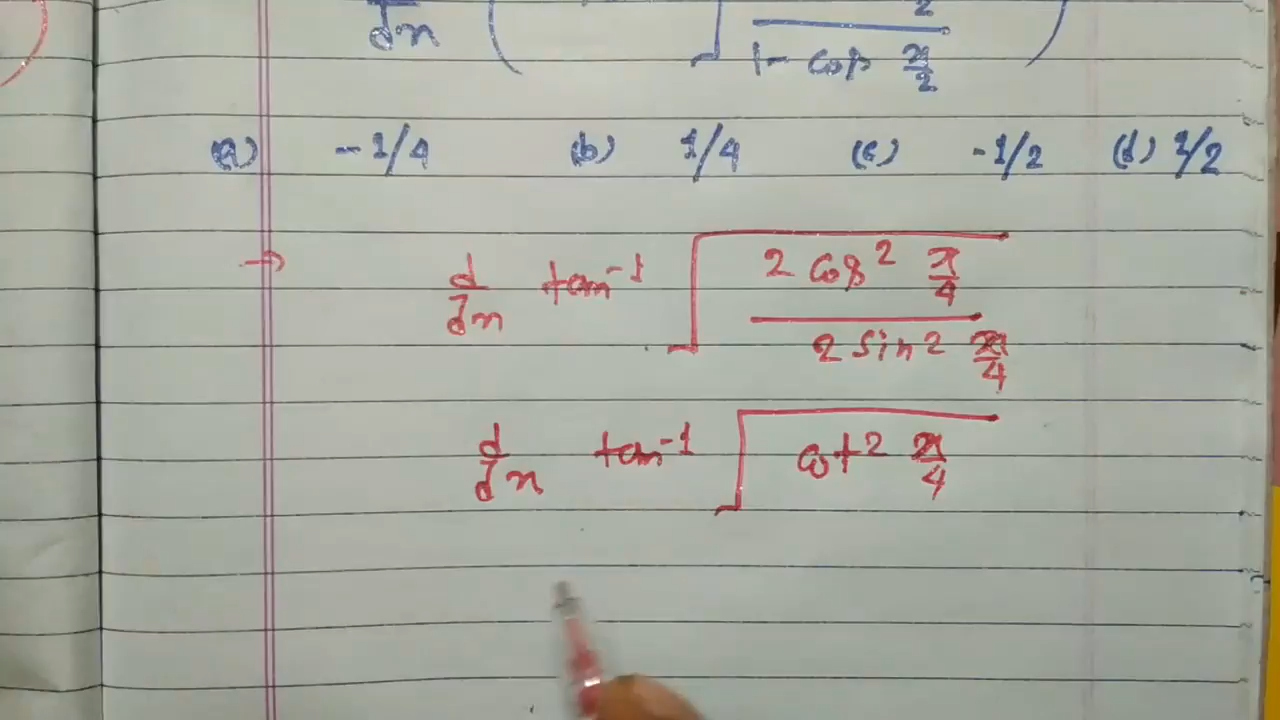 d/dx ( √ 2 / 1 - cos x/2 )
(a) -1/4 (b) 1/4 (c) -1/2 (d) 1/2
→ d/dx tan⁻¹ √ 2 cos² x/4 / 2 sin² x/4
d/dx tan⁻¹ √ cot² x/4